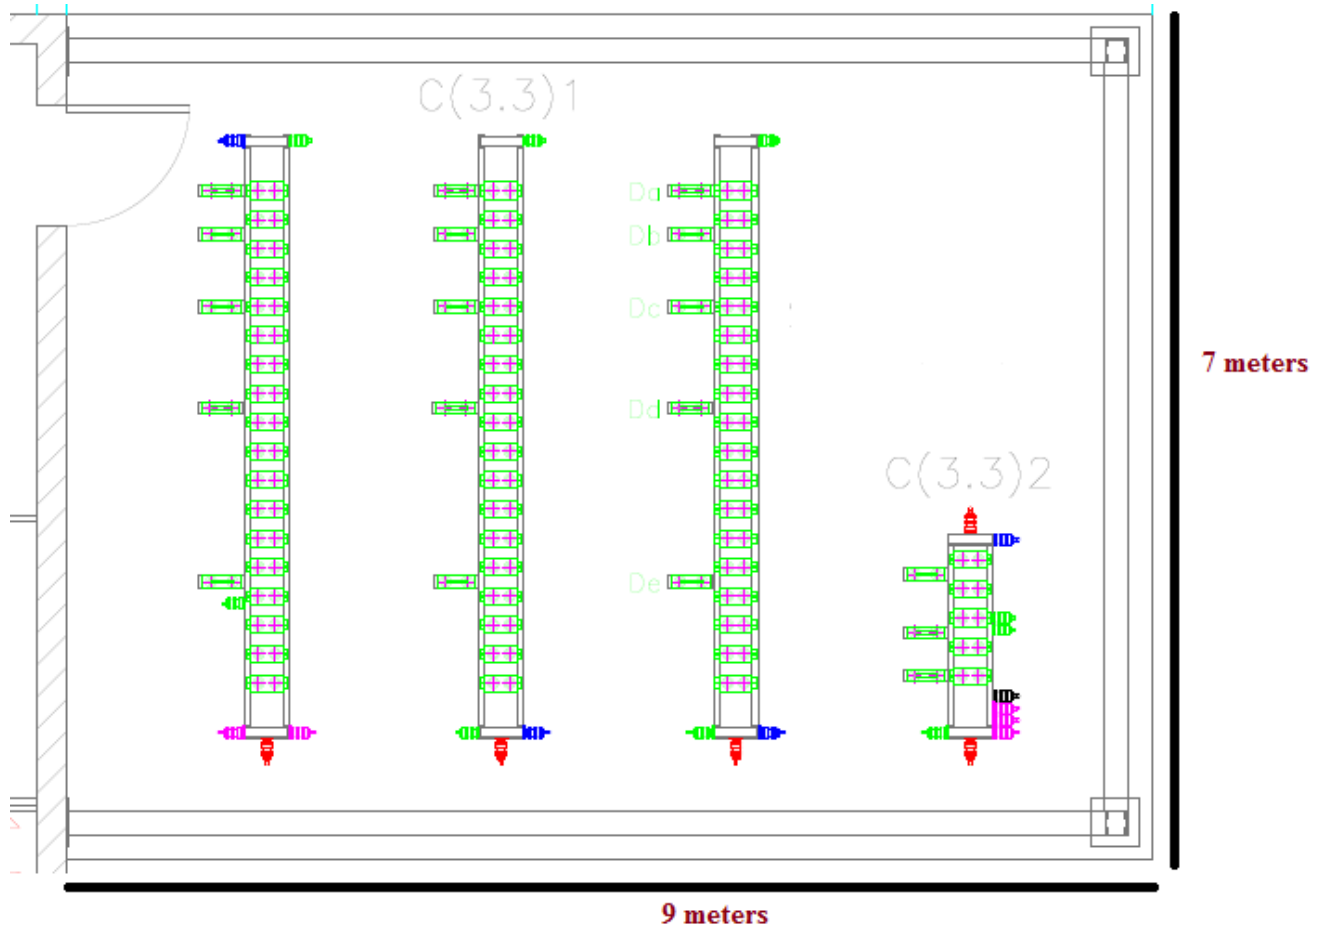 C(3.3)1
Da
Db
Dc
7 meters
Dd
C(3.3)2
De
9 meters